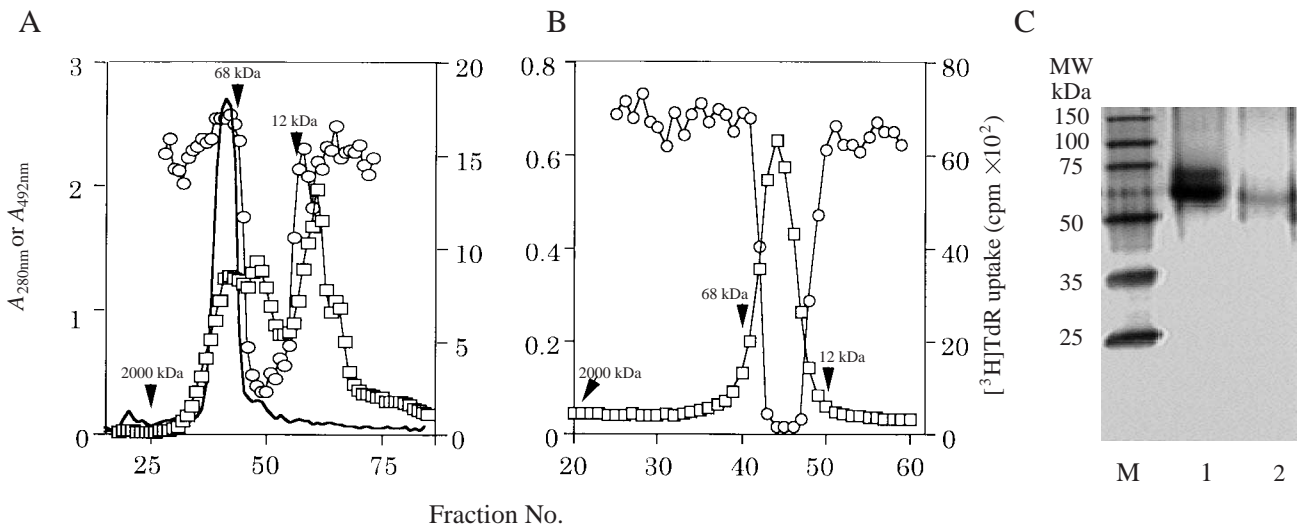 A
B
C
3
2
1
0
20
15
10
5
0
68 kDa
12 kDa
2000 kDa
25
50
75
A280nm or A492nm
0.8
0.6
0.4
0.2
0
80
60
40
20
0
68 kDa
2000 kDa
12 kDa
20
30
40
50
60
[3H]TdR uptake (cpm ×10²)
Fraction No.
MW
kDa
150
100
75
50
35
25
M 1 2